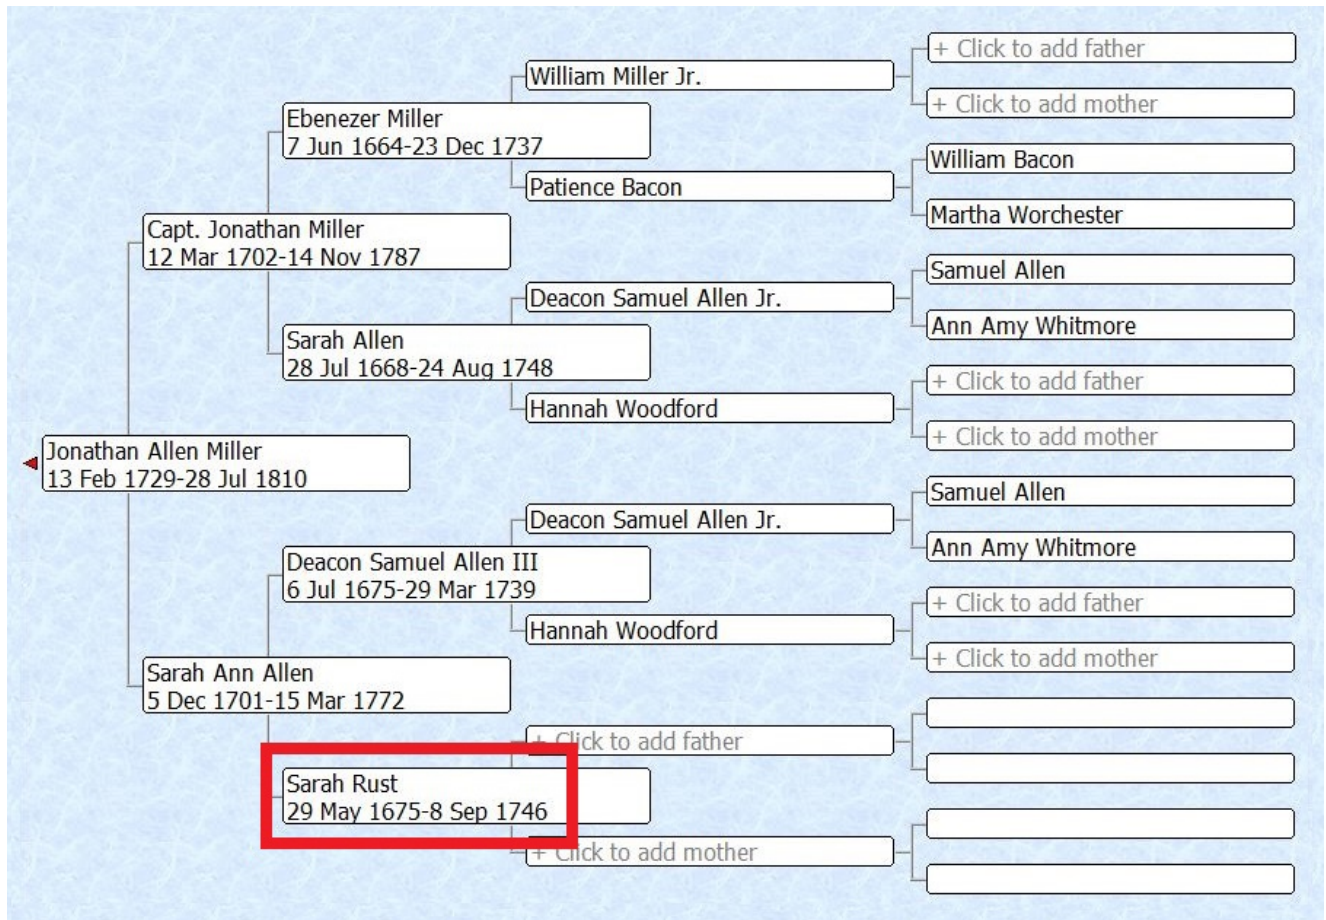 + Click to add father
William Miller Jr.
+ Click to add mother
Ebenezer Miller
7 Jun 1664-23 Dec 1737
William Bacon
Patience Bacon
Martha Worchester
Capt. Jonathan Miller
12 Mar 1702-14 Nov 1787
Samuel Allen
Deacon Samuel Allen Jr.
Ann Amy Whitmore
Sarah Allen
28 Jul 1668-24 Aug 1748
+ Click to add father
Hannah Woodford
+ Click to add mother
Jonathan Allen Miller
13 Feb 1729-28 Jul 1810
Samuel Allen
Deacon Samuel Allen Jr.
Ann Amy Whitmore
Deacon Samuel Allen III
6 Jul 1675-29 Mar 1739
+ Click to add father
Hannah Woodford
+ Click to add mother
Sarah Ann Allen
5 Dec 1701-15 Mar 1772
+ Click to add father
Sarah Rust
29 May 1675-8 Sep 1746
+ Click to add mother